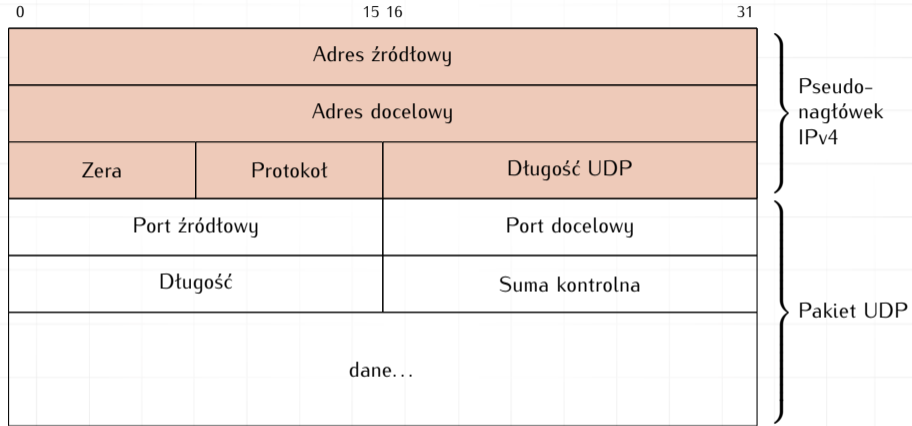 0 15 16 31
Adres źródłowy
Adres docelowy
Zera Protokoł Długość UDP
Pseudo-
nagłówek
IPv4
Port źródłowy Port docelowy
Długość Suma kontrolna
dane...
Pakiet UDP